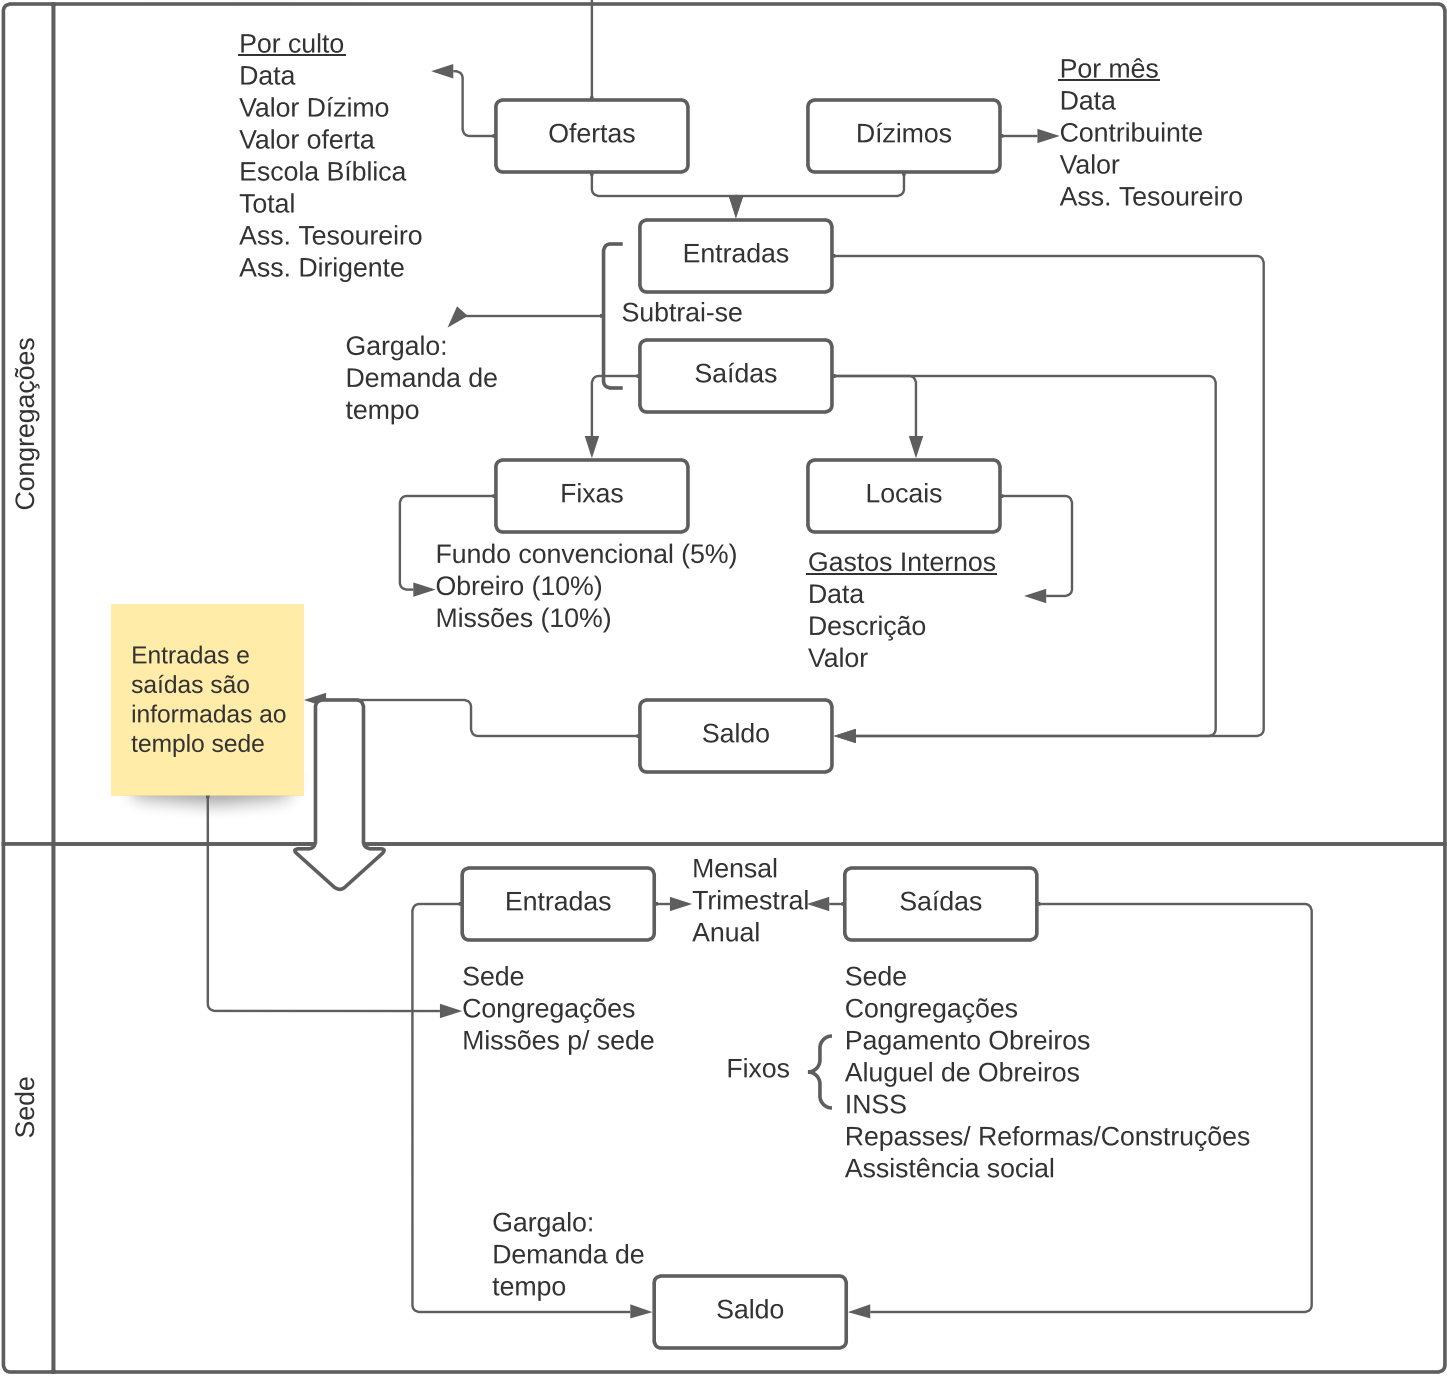 Congregações
Por culto
Data
Valor Dízimo
Valor oferta
Escola Bíblica
Total
Ass. Tesoureiro
Ass. Dirigente
Ofertas
Dízimos
Por mês
Data
Contribuinte
Valor
Ass. Tesoureiro
Entradas
Subtrai-se
Gargalo:
Demanda de
tempo
Saídas
Fixas
Locais
Fundo convencional (5%)
Obreiro (10%)
Missões (10%)
Gastos Internos
Data
Descrição
Valor
Entradas e
saídas são
informadas ao
templo sede
Saldo
Sede
Entradas
Mensal
Trimestral
Anual
Saídas
Sede
Congregações
Missões p/ sede
Sede
Congregações
Pagamento Obreiros
Aluguel de Obreiros
INSS
Repasses/ Reformas/Construções
Assistência social
Fixos
Gargalo:
Demanda de
tempo
Saldo